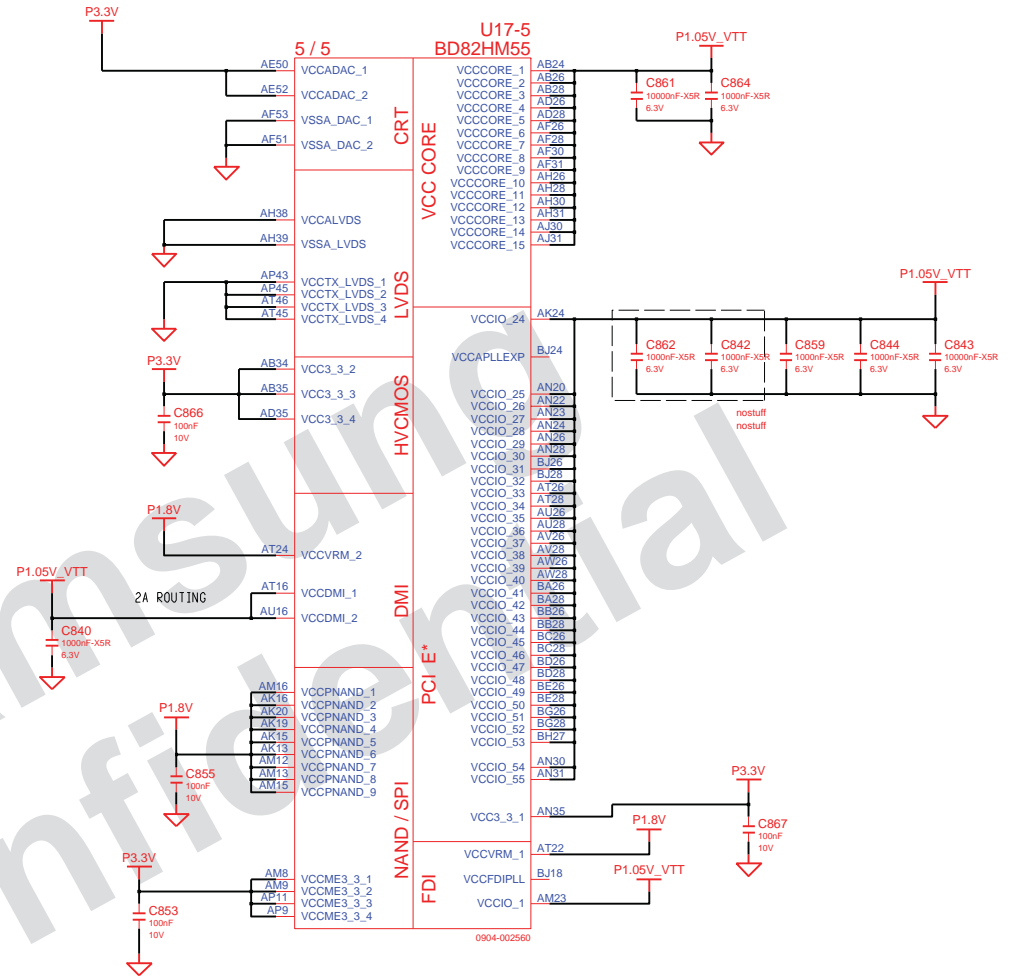 P3.3V
U17-5
5 / 5
BD82HM55
P1.05V_VTT
AE50
VCCADAC_1
AE52
VCCADAC_2
AF53
VSSA_DAC_1
AF51
VSSA_DAC_2
CRT
VCC CORE
VCCCORE_1
AB24
VCCCORE_2
AB26
VCCCORE_3
AB28
VCCCORE_4
AD26
VCCCORE_5
AD28
VCCCORE_6
AF26
VCCCORE_7
AF28
VCCCORE_8
AF30
VCCCORE_9
AF31
VCCCORE_10
AH26
VCCCORE_11
AH28
VCCCORE_12
AH30
VCCCORE_13
AH31
VCCCORE_14
AJ30
VCCCORE_15
AJ31
C861
10000nF-X5R
6.3V
C864
10000nF-X5R
6.3V
AH38
VCCALVDS
AH39
VSSA_LVDS
AP43
VCCTX_LVDS_1
AP45
VCCTX_LVDS_2
AT46
VCCTX_LVDS_3
AT45
VCCTX_LVDS_4
LVDS
P1.05V_VTT
VCCIO_24
AK24
VCCAPLLEXP
BJ24
C862
1000nF-X5R
6.3V
C842
1000nF-X5R
6.3V
C859
1000nF-X5R
6.3V
C844
1000nF-X5R
6.3V
C843
10000nF-X5R
6.3V
nostuff
nostuff
P3.3V
AB34
VCC3_3_2
AB35
VCC3_3_3
AD35
VCC3_3_4
C866
100nF
10V
HVCMOS
VCCIO_25
AN20
VCCIO_26
AN22
VCCIO_27
AN23
VCCIO_28
AN24
VCCIO_29
AN26
VCCIO_30
AN28
VCCIO_31
BJ26
VCCIO_32
BJ28
VCCIO_33
AT26
VCCIO_34
AT28
VCCIO_35
AU26
VCCIO_36
AU28
VCCIO_37
AV26
VCCIO_38
AV28
VCCIO_39
AW26
VCCIO_40
AW28
VCCIO_41
BA26
VCCIO_42
BA28
VCCIO_43
BB26
VCCIO_44
BB28
VCCIO_45
BC26
VCCIO_46
BC28
VCCIO_47
BD26
VCCIO_48
BD28
VCCIO_49
BE26
VCCIO_50
BE28
VCCIO_51
BG26
VCCIO_52
BG28
VCCIO_53
BH27
VCCIO_54
AN30
VCCIO_55
AN31
P1.8V
AT24
VCCVRM_2
P1.05V_VTT
2A ROUTING
AT16
VCCDMI_1
AU16
VCCDMI_2
C840
1000nF-X5R
6.3V
DMI
PCI E*
P1.8V
AM16
VCCPNAND_1
AK16
VCCPNAND_2
AK20
VCCPNAND_3
AK19
VCCPNAND_4
AK15
VCCPNAND_5
AK13
VCCPNAND_6
AM12
VCCPNAND_7
AM13
VCCPNAND_8
AM15
VCCPNAND_9
C855
100nF
10V
NAND / SPI
P3.3V
VCC3_3_1
AN35
C867
100nF
10V
P1.8V
VCCVRM_1
AT22
VCCFDIPLL
BJ18
P1.05V_VTT
VCCIO_1
AM23
FDI
P3.3V
AM8
VCCME3_3_1
AM9
VCCME3_3_2
AP11
VCCME3_3_3
AP9
VCCME3_3_4
C853
100nF
10V
0904-002560
msung
nfidential